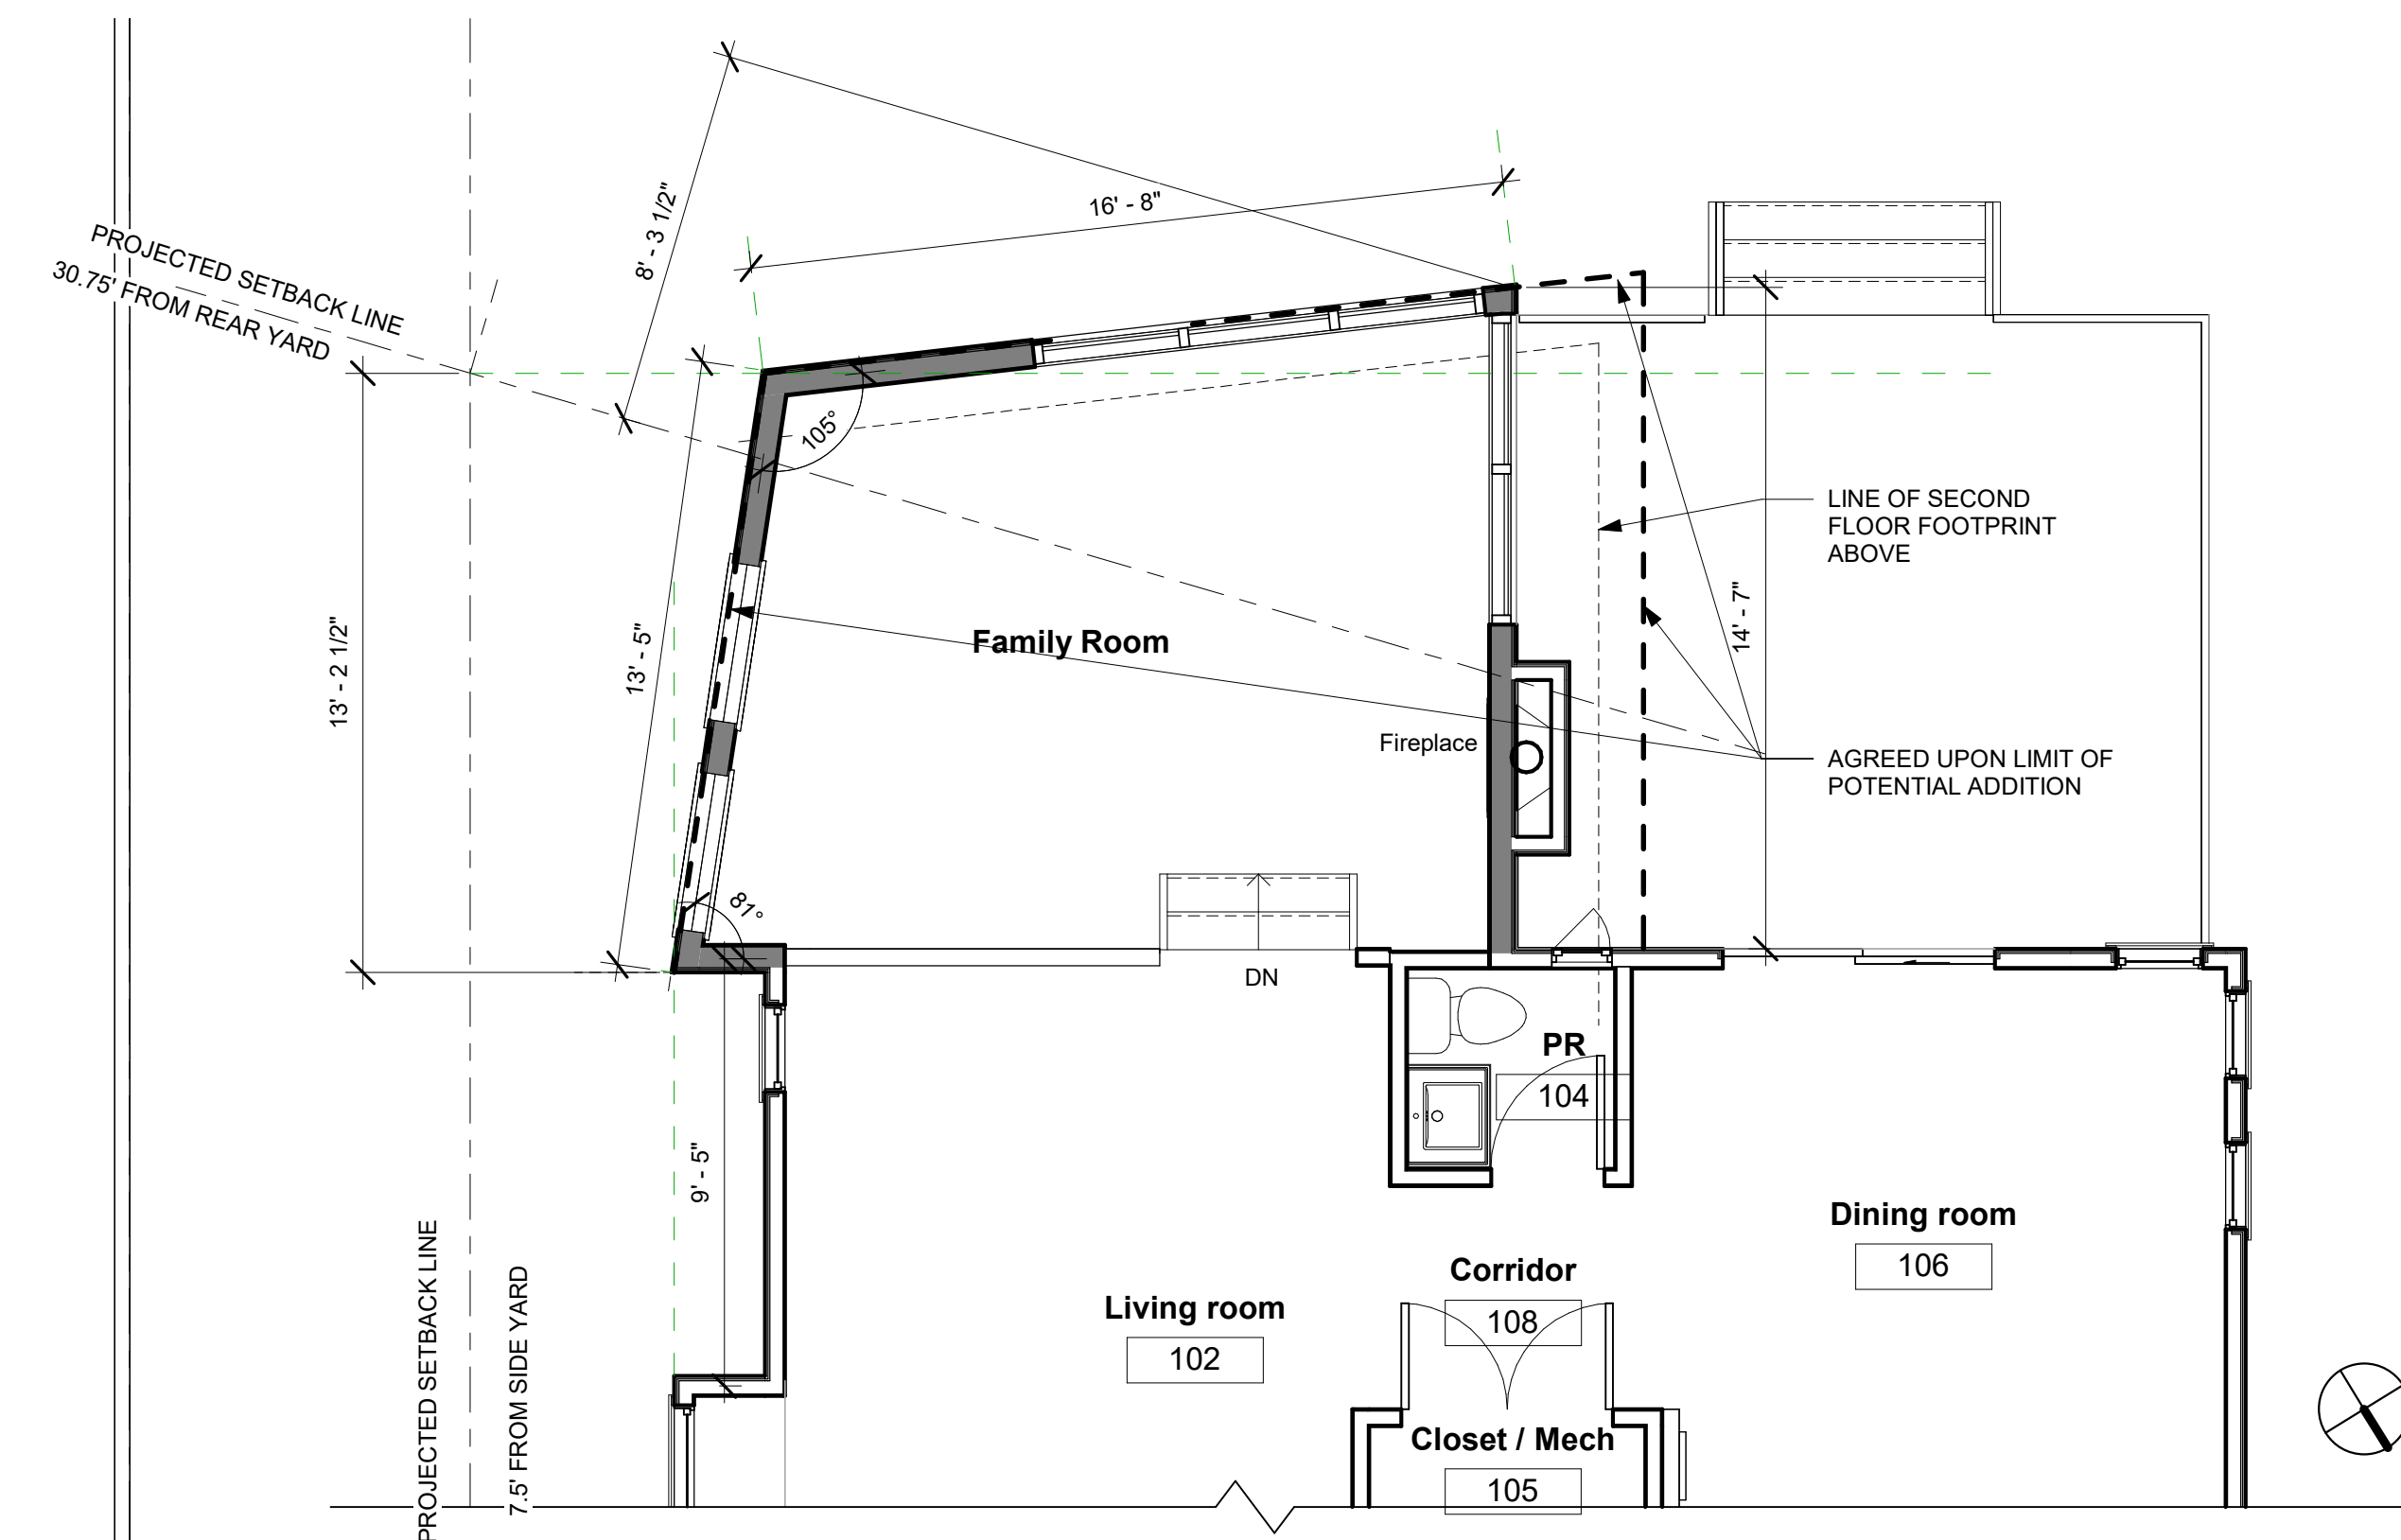 8' - 3 1/2"
16' - 8"
PROJECTED SETBACK LINE
30.75' FROM REAR YARD
105°
LINE OF SECOND
FLOOR FOOTPRINT
ABOVE
13' - 2 1/2"
13' - 5"
Family Room
14' - 7"
Fireplace
AGREED UPON LIMIT OF
POTENTIAL ADDITION
81°
DN
PR
104
9' - 5"
Dining room
106
Corridor
108
Living room
102
PROJECTED SETBACK LINE
7.5' FROM SIDE YARD
Closet / Mech
105